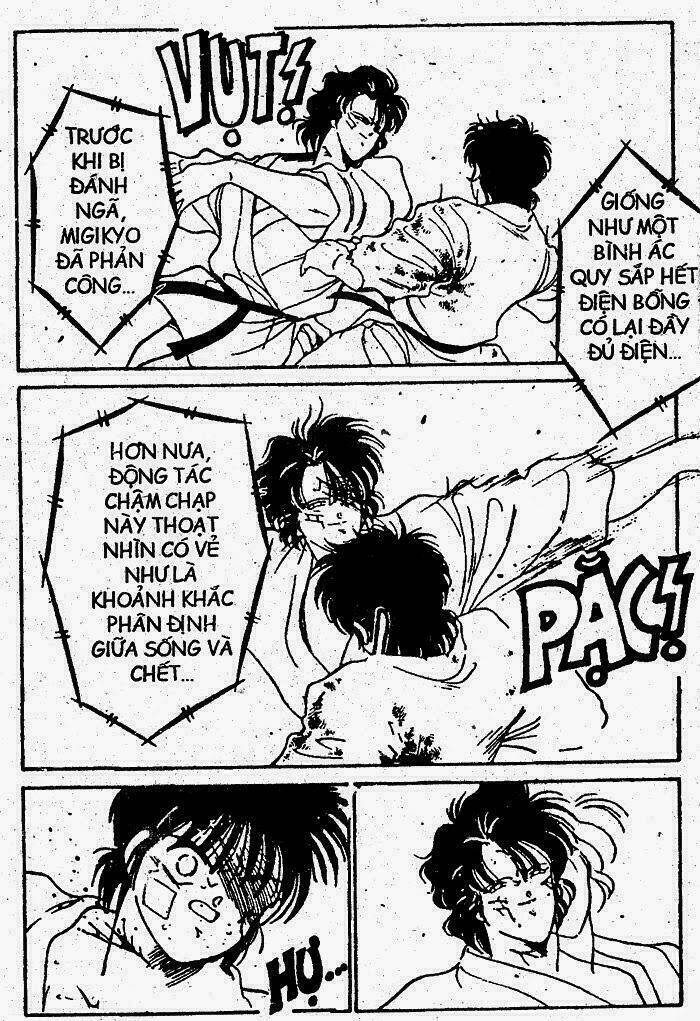 VỤT!
TRƯỚC
KHI BỊ
ĐÁNH
NGÃ,
MIGIKYO
ĐÃ PHẢN
CÔNG...
GIỐNG
NHƯ MỘT
BÌNH ẮC
QUY SẮP HẾT
ĐIỆN BỖNG
CÓ LẠI ĐẦY
ĐỦ ĐIỆN...
HƠN NƯA,
ĐỘNG TÁC
CHẬM CHẠP
NÀY THOẠT
NHÌN CÓ VẺ
NHƯ LÀ
KHOẢNH KHẮC
PHÂN ĐỊNH
GIỮA SỐNG VÀ
CHẾT...
PẶC!
HỰ...